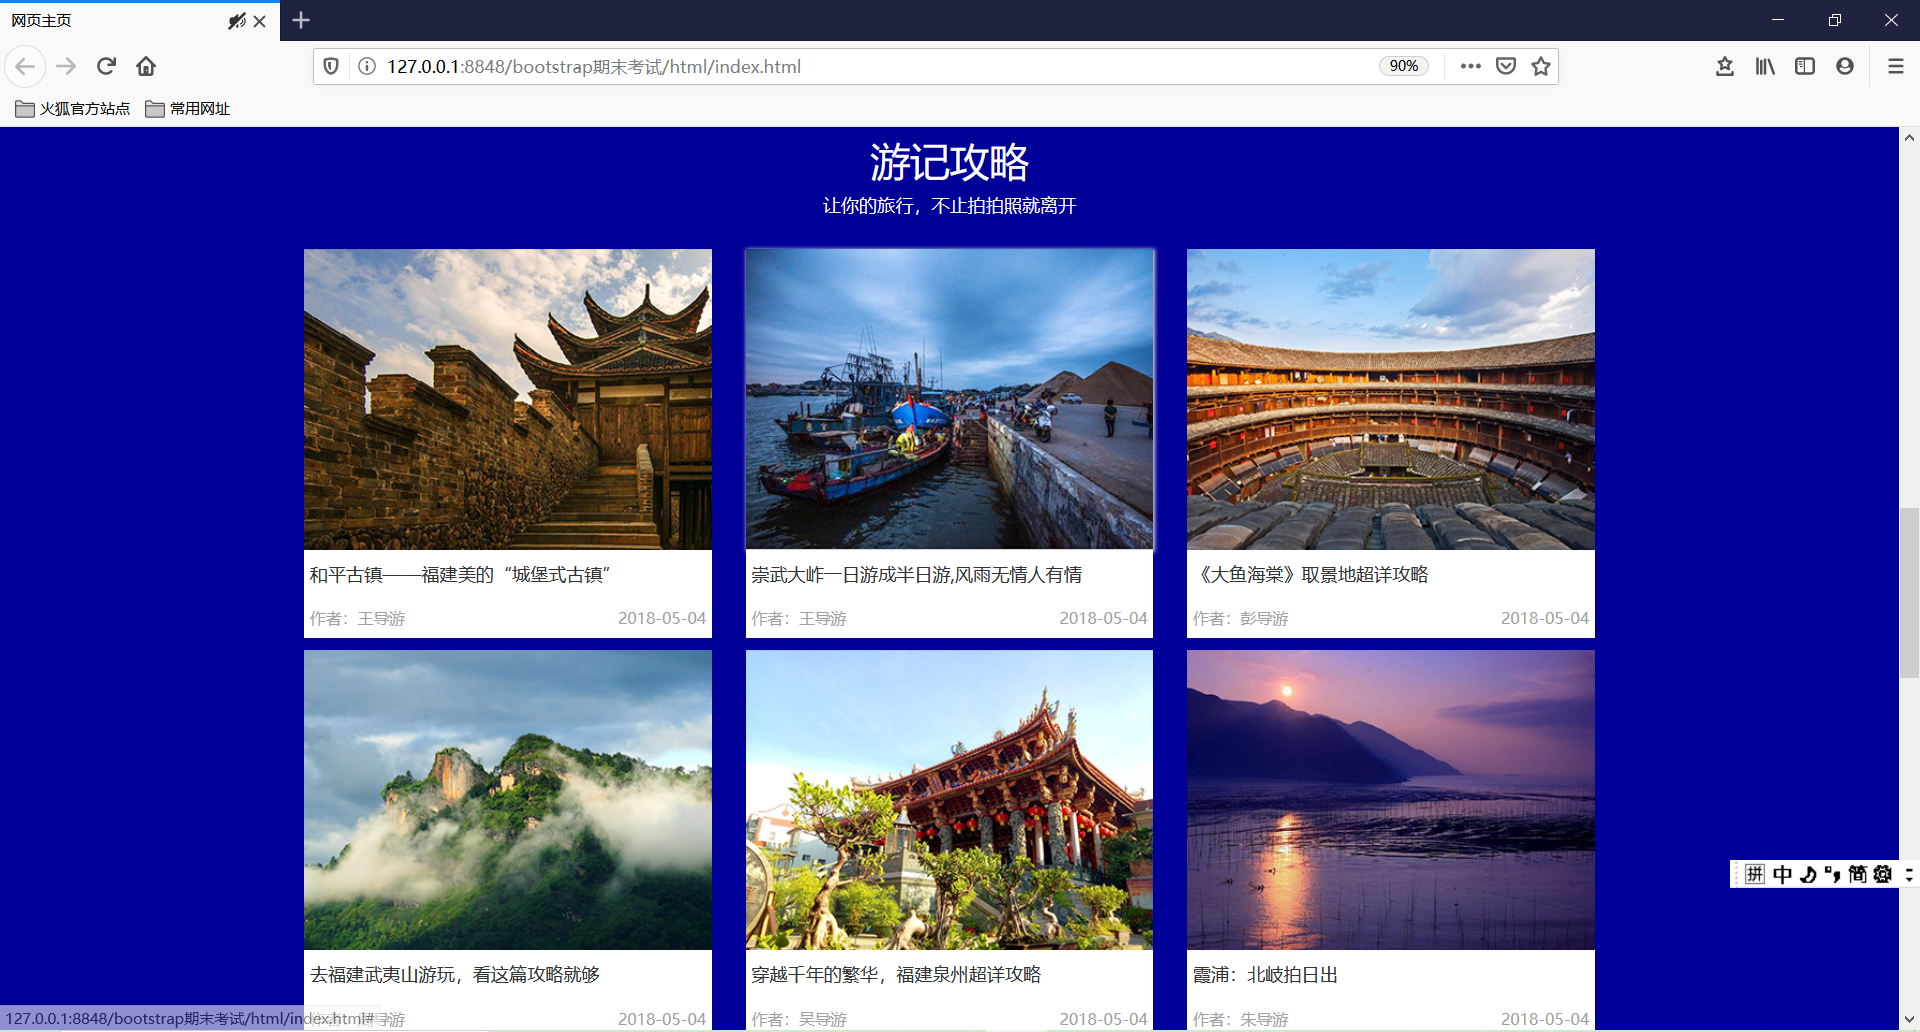 网页主页
127.0.0.1:8848/bootstrap期末考试/html/index.html
90%
火狐官方站点
常用网址
游记攻略
让你的旅行，不止拍拍照就离开
和平古镇——福建美的“城堡式古镇”
作者：王导游
2018-05-04
崇武大岞一日游成半日游,风雨无情人有情
作者：王导游
2018-05-04
《大鱼海棠》取景地超详攻略
作者：彭导游
2018-05-04
去福建武夷山游玩，看这篇攻略就够
导游
2018-05-04
穿越千年的繁华，福建泉州超详攻略
作者：吴导游
2018-05-04
霞浦：北岐拍日出
作者：朱导游
2018-05-04
拼 中 简
127.0.0.1:8848/bootstrap期末考试/html/index.html#